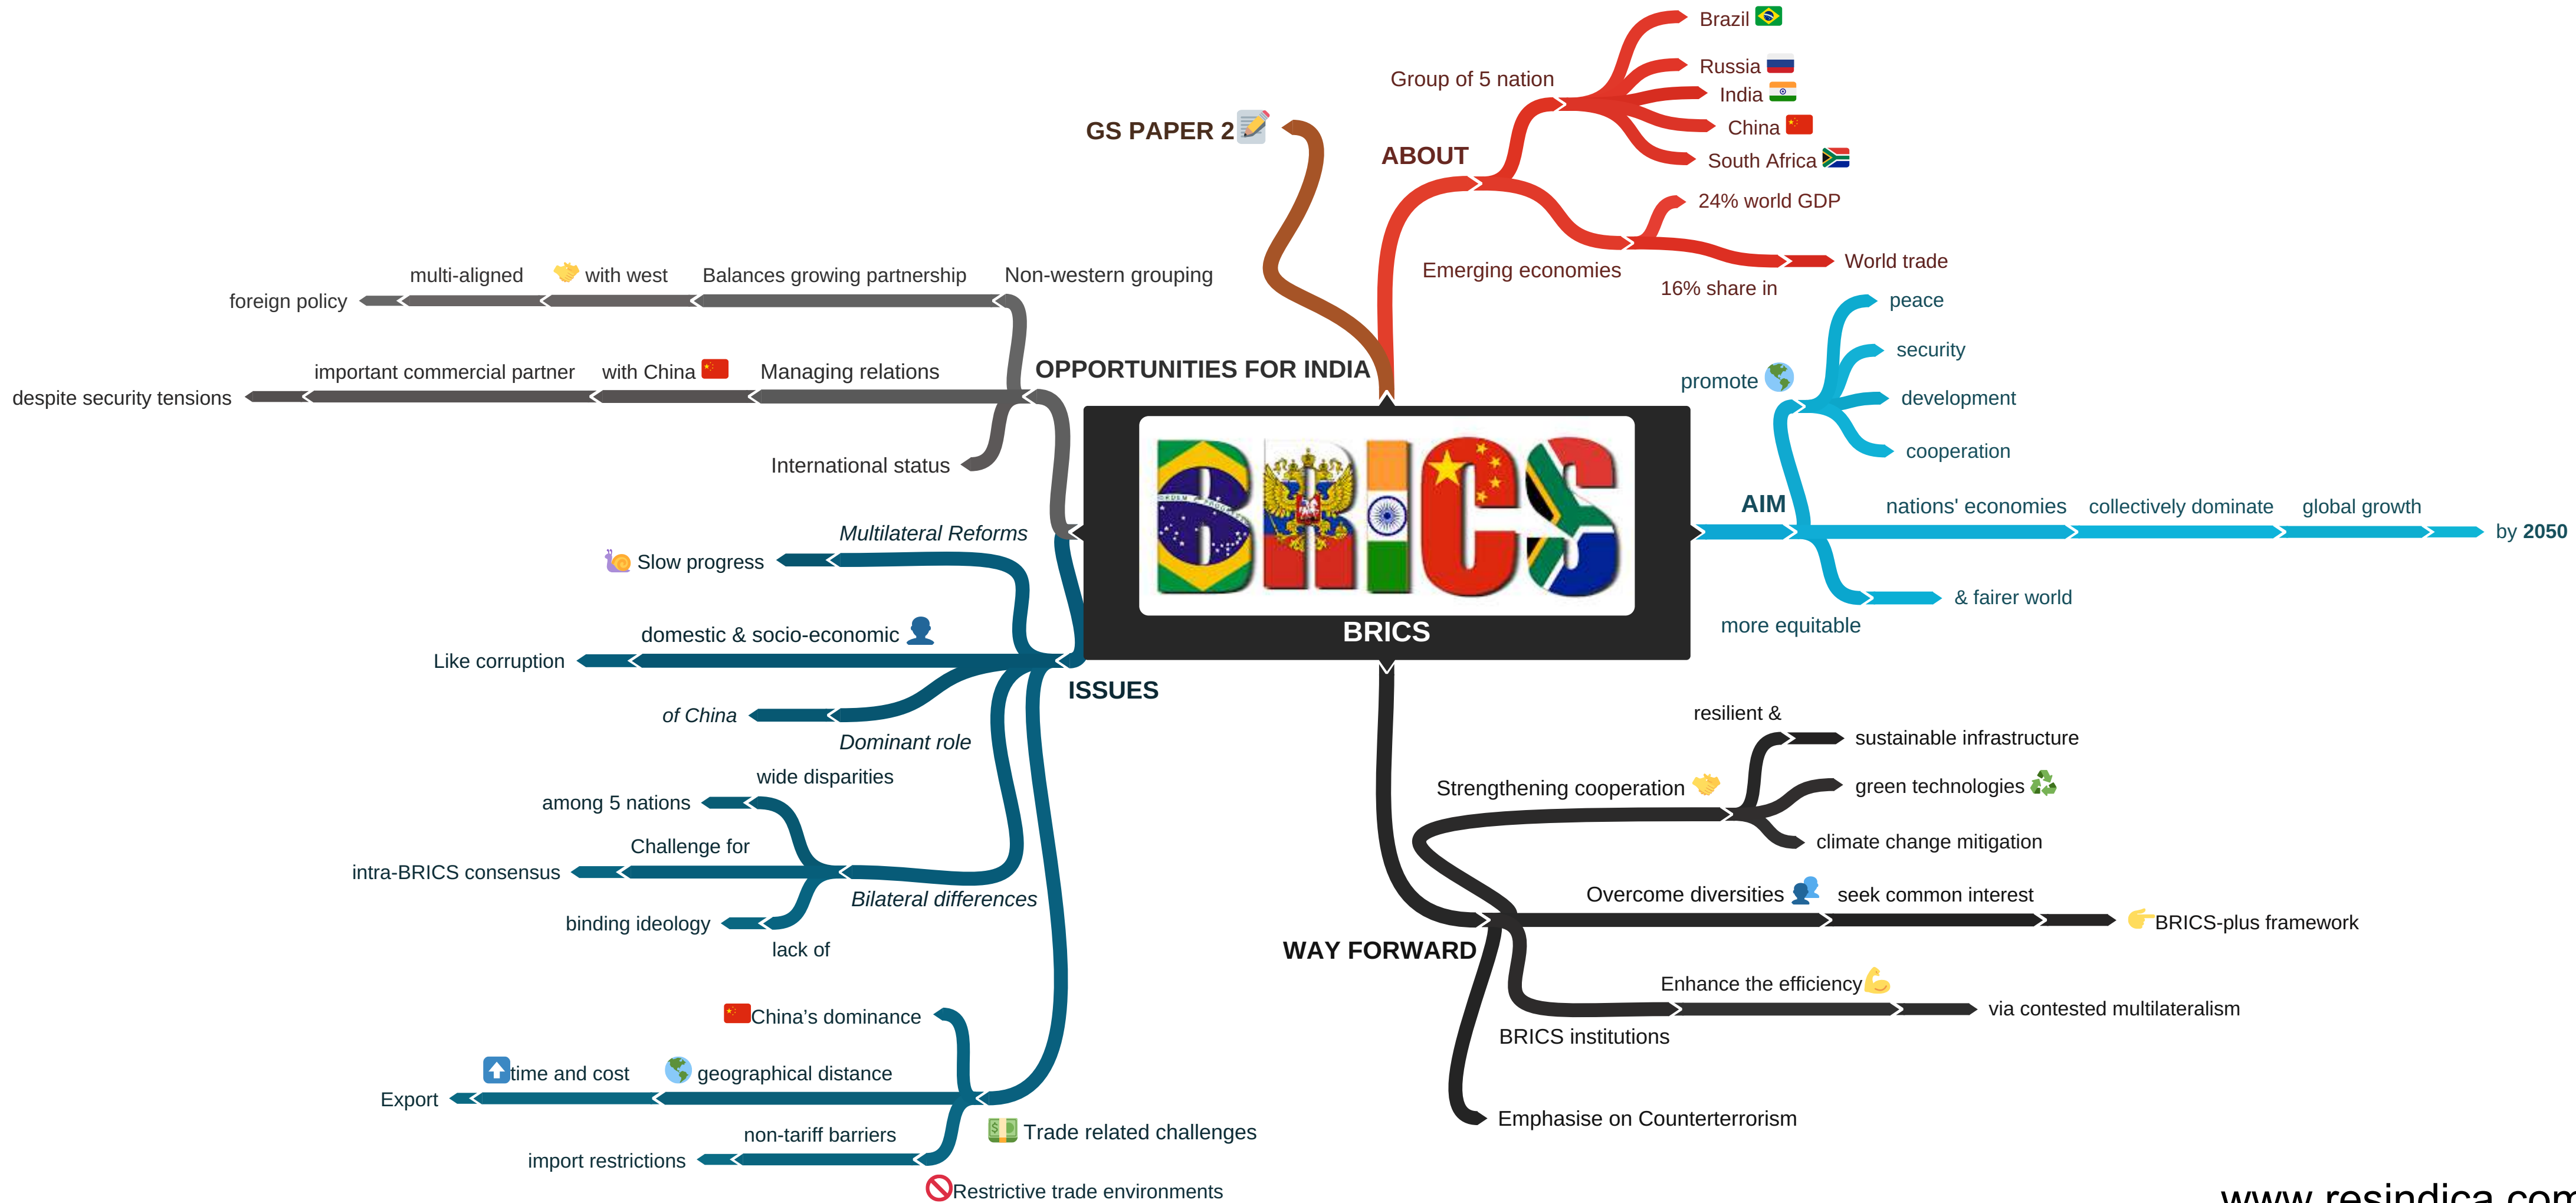 GS PAPER 2
ABOUT
Group of 5 nation
Brazil
Russia
India
China
South Africa
Emerging economies
24% world GDP
16% share in
World trade
AIM
promote
peace
security
development
cooperation
nations' economies
collectively dominate
global growth
by 2050
more equitable
& fairer world
OPPORTUNITIES FOR INDIA
Non-western grouping
Balances growing partnership
with west
multi-aligned
foreign policy
Managing relations
with China
important commercial partner
despite security tensions
International status
BRICS
BRICS
ISSUES
Multilateral Reforms
Slow progress
domestic & socio-economic
Like corruption
Dominant role
of China
Bilateral differences
wide disparities
among 5 nations
Challenge for
intra-BRICS consensus
lack of
binding ideology
Trade related challenges
China’s dominance
geographical distance
time and cost
Export
Restrictive trade environments
non-tariff barriers
import restrictions
WAY FORWARD
Strengthening cooperation
resilient &
sustainable infrastructure
green technologies
climate change mitigation
Overcome diversities
seek common interest
BRICS-plus framework
BRICS institutions
Enhance the efficiency
via contested multilateralism
Emphasise on Counterterrorism
www.resindica.com